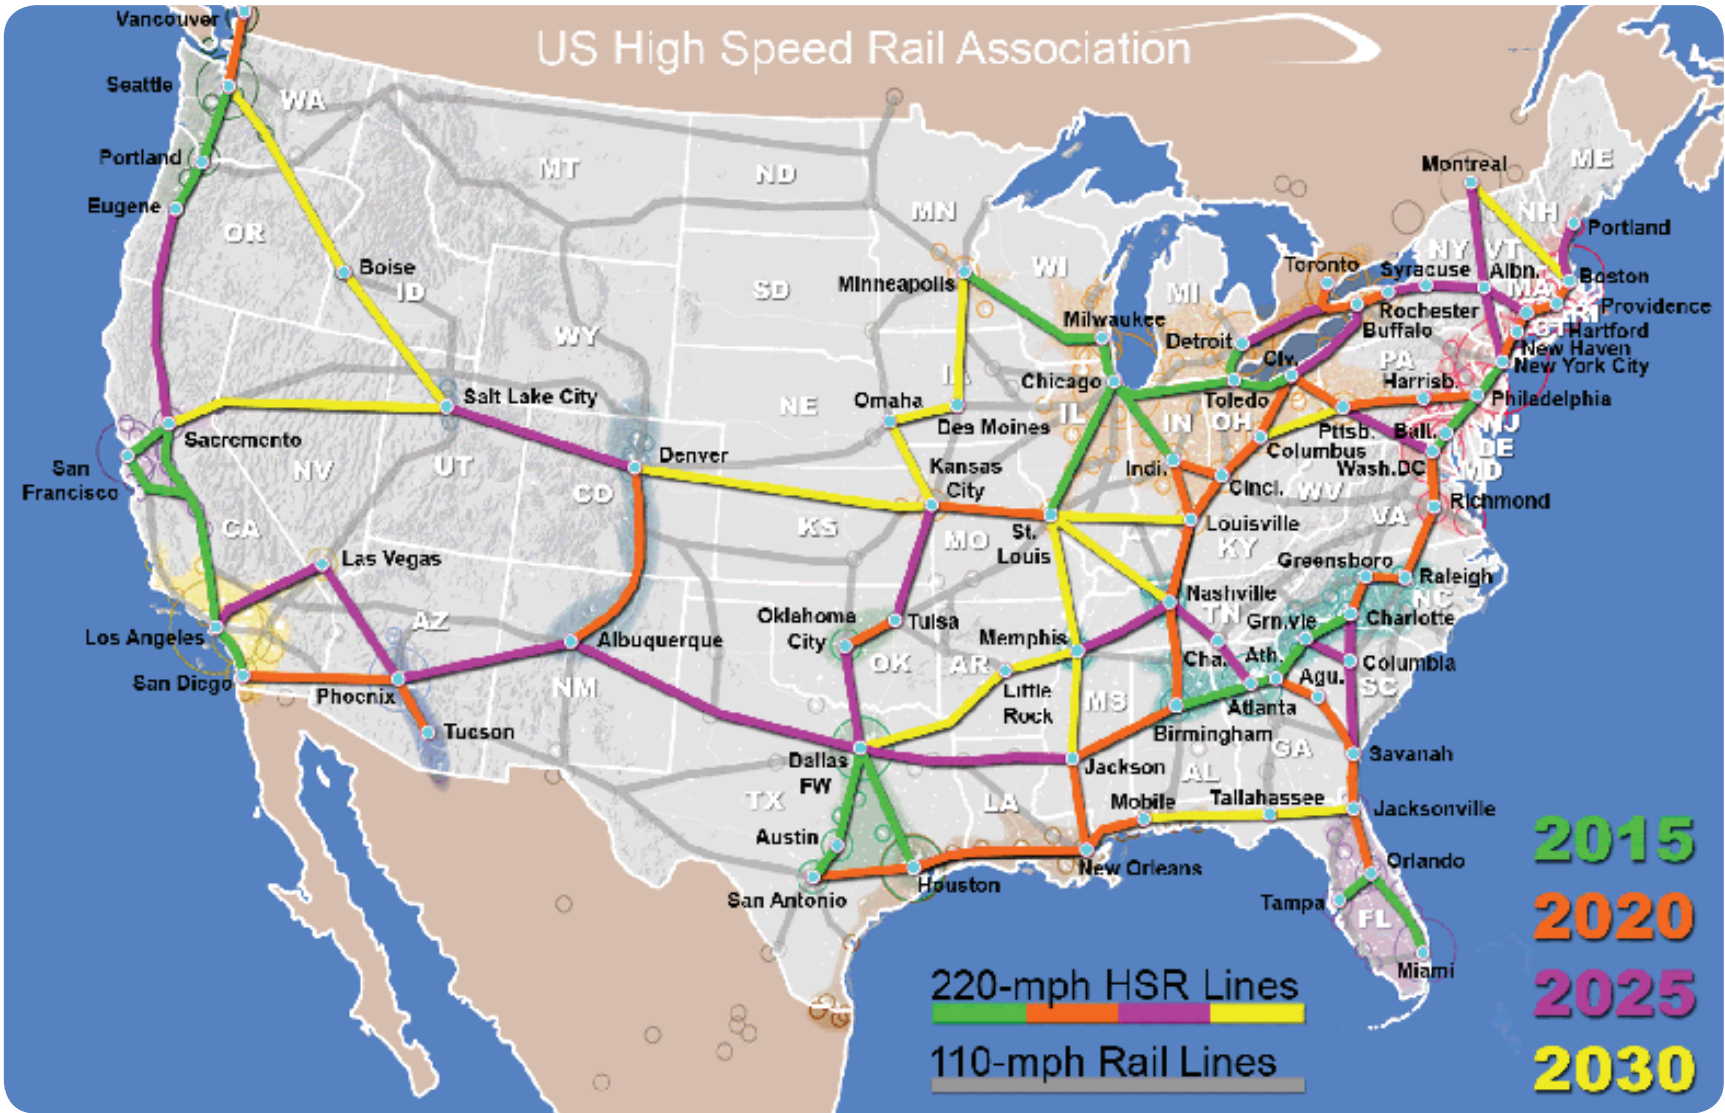 US High Speed Rail Association
Vancouver
Seattle
WA
Portland
Eugene
OR
MT
ND
MN
Montreal
ME
NH
Portland
Boise
ID
SD
WI
Minneapolis
MI
Toronto
Syracuse
NY
VT
Albn.
Boston
MA
Providence
WY
Milwaukee
Detroit
Rochester
Buffalo
RI
CT
Hartford
New Haven
New York City
IA
Chicago
Clv.
PA
Harrisb.
Salt Lake City
NE
Omaha
Des Moines
IL
IN
OH
Toledo
Philadelphia
Sacremento
NV
UT
Denver
CO
Kansas
City
Indi.
Columbus
Pttsb.
Ball.
NJ
DE
MD
Wash.DC
San
Francisco
CA
Cincl.
WV
Richmond
VA
KS
MO
St.
Louis
Louisville
KY
Las Vegas
Greensboro
Raleigh
NC
Los Angeles
AZ
Albuquerque
Oklahoma
City
Tulsa
OK
AR
Memphis
Nashville
TN
Grn.vle
Charlotte
San Diego
Phoenix
NM
Little
Rock
MS
Cha.
Ath.
Agu.
Columbia
SC
Tucson
Atlanta
Birmingham
GA
AL
Savanah
Dallas
FW
TX
Jackson
LA
Mobile
Tallahassee
Jacksonville
Austin
San Antonio
Houston
New Orleans
Orlando
Tampa
FL
Miami
220-mph HSR Lines
110-mph Rail Lines
2015
2020
2025
2030